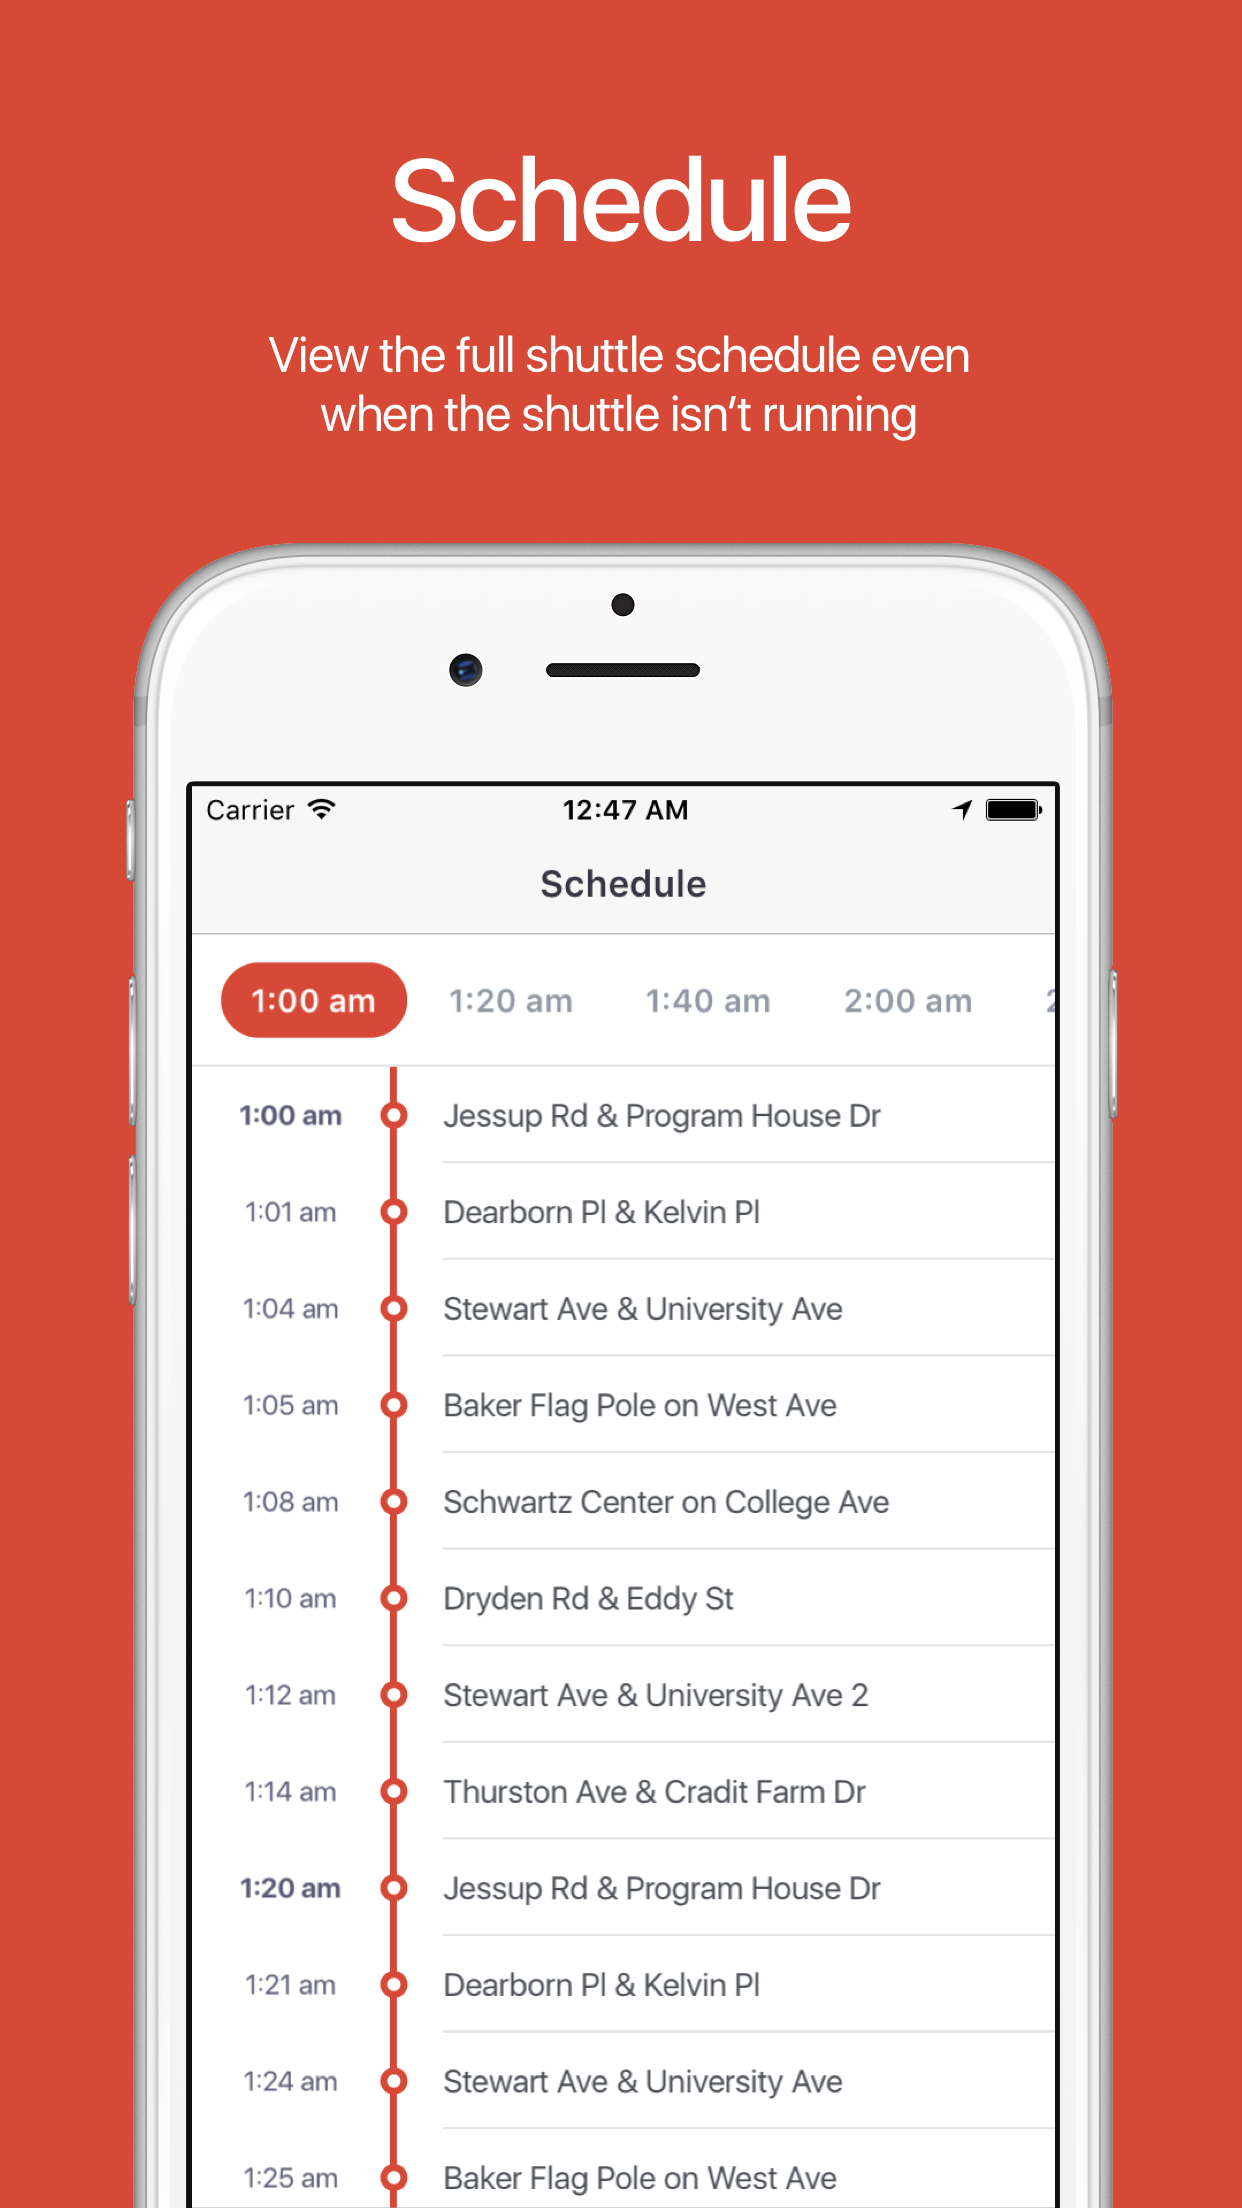 Schedule
View the full shuttle schedule even
when the shuttle isn’t running
Carrier 12:47 AM
Schedule
1:00 am 1:20 am 1:40 am 2:00 am
1:00 am Jessup Rd & Program House Dr
1:01 am Dearborn Pl & Kelvin Pl
1:04 am Stewart Ave & University Ave
1:05 am Baker Flag Pole on West Ave
1:08 am Schwartz Center on College Ave
1:10 am Dryden Rd & Eddy St
1:12 am Stewart Ave & University Ave 2
1:14 am Thurston Ave & Cradit Farm Dr
1:20 am Jessup Rd & Program House Dr
1:21 am Dearborn Pl & Kelvin Pl
1:24 am Stewart Ave & University Ave
1:25 am Baker Flag Pole on West Ave